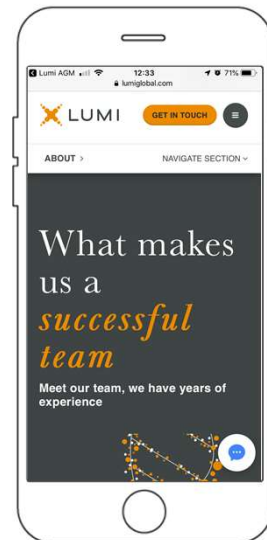 Lumi AGM 12:33 71%
lumiglobal.com
LUMI GET IN TOUCH
ABOUT > NAVIGATE SECTION
What makes
us a
successful
team
Meet our team, we have years of
experience